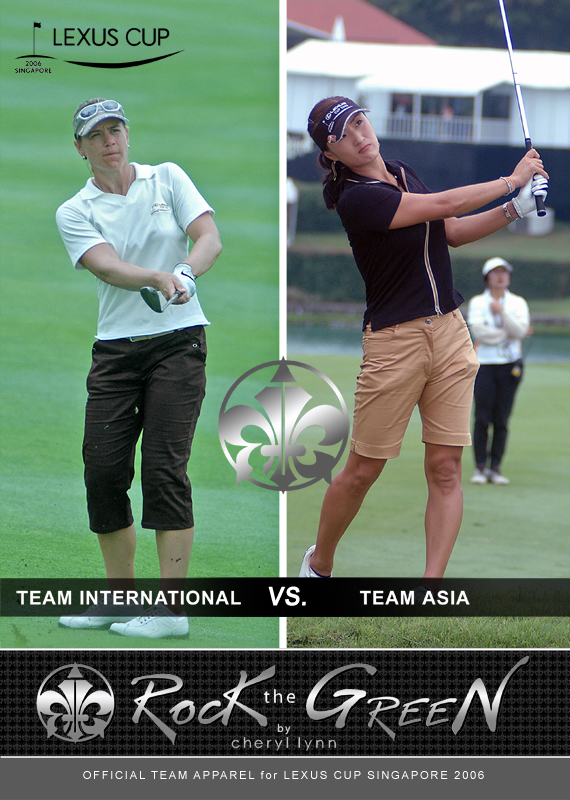 LEXUS CUP
2006
SINGAPORE
TEAM INTERNATIONAL VS. TEAM ASIA
RocK the GReeN
by
cheryl lynn
OFFICIAL TEAM APPAREL for LEXUS CUP SINGAPORE 2006